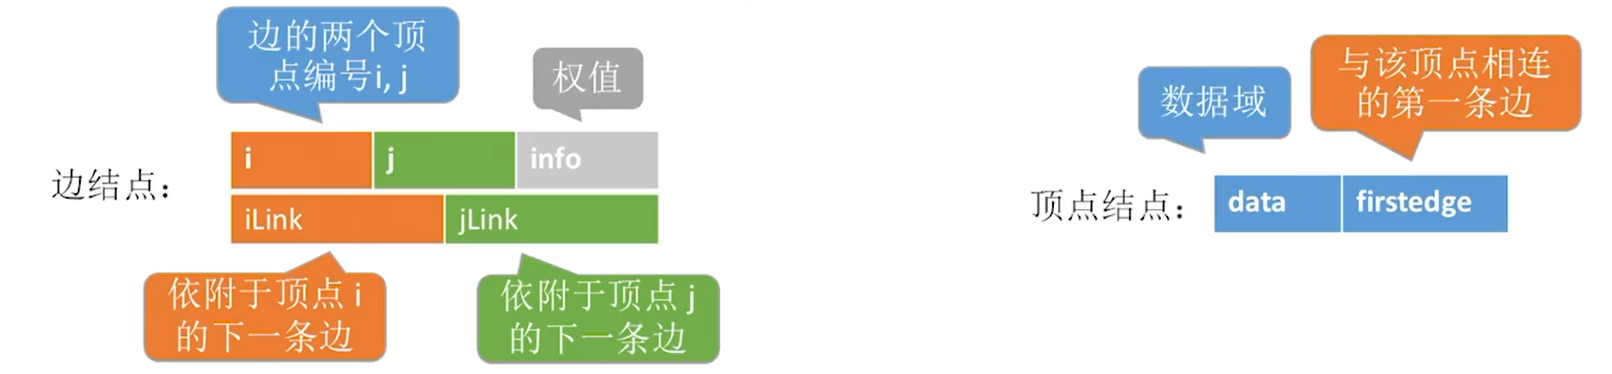 边的两个顶
点编号i, j
权值
边结点：
i
j
info
iLink
jLink
依附于顶点 i
的下一条边
依附于顶点 j
的下一条边
数据域
与该顶点相连
的第一条边
顶点结点：
data
firstedge